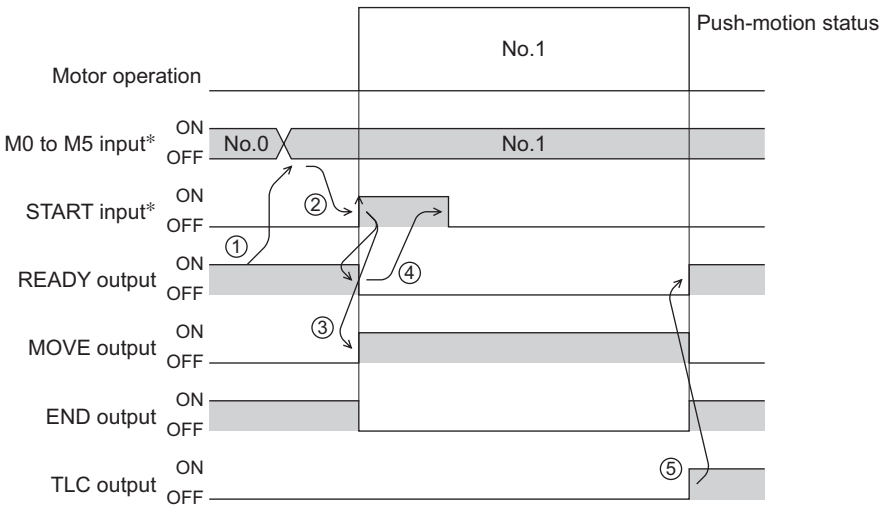 Push-motion status
No.1
Motor operation
M0 to M5 input*
ON
OFF
No.0
No.1
START input*
ON
OFF
②
①
READY output
ON
OFF
④
③
MOVE output
ON
OFF
END output
ON
OFF
TLC output
ON
OFF
⑤